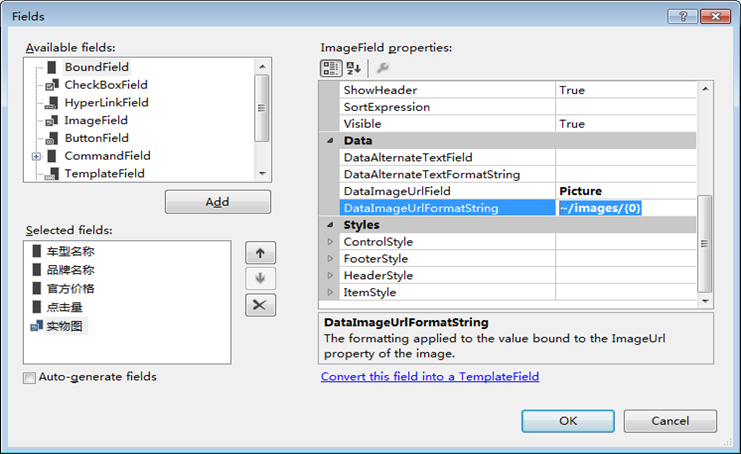 Fields
Available fields:
BoundField
CheckBoxField
HyperLinkField
ImageField
ButtonField
CommandField
TemplateField
Add
Selected fields:
车型名称
品牌名称
官方价格
点击量
实物图
Auto-generate fields
ImageField properties:
ShowHeader True
SortExpression
Visible True
Data
DataAlternateTextField
DataAlternateTextFormatString
DataImageUrlField Picture
DataImageUrlFormatString ~/images/{0}
Styles
ControlStyle
FooterStyle
HeaderStyle
ItemStyle
DataImageUrlFormatString
The formatting applied to the value bound to the ImageUrl
property of the image.
Convert this field into a TemplateField
OK Cancel